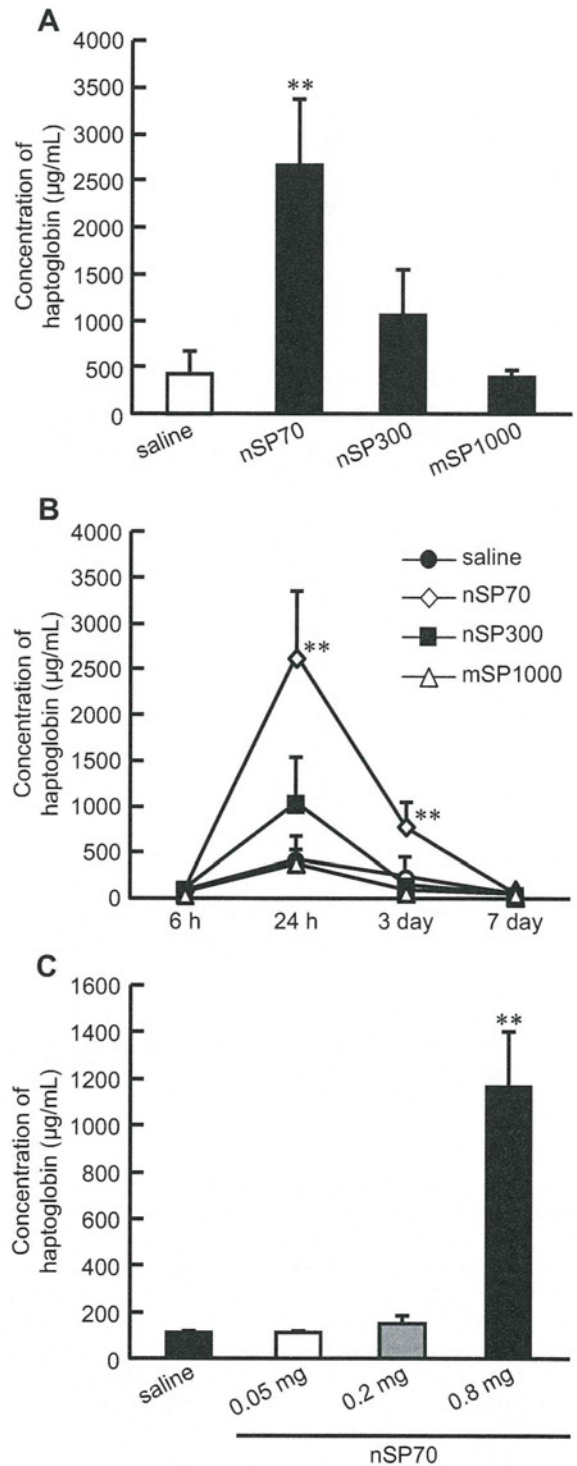 A
Concentration of
haptoglobin (µg/mL)
4000
3500
3000
2500
2000
1500
1000
500
0
**
saline
nSP70
nSP300
mSP1000
B
Concentration of
haptoglobin (µg/mL)
4000
3500
3000
2500
2000
1500
1000
500
0
**
**
saline
nSP70
nSP300
mSP1000
6 h
24 h
3 day
7 day
C
Concentration of
haptoglobin (µg/mL)
1600
1400
1200
1000
800
600
400
200
0
**
saline
0.05 mg
0.2 mg
0.8 mg
nSP70